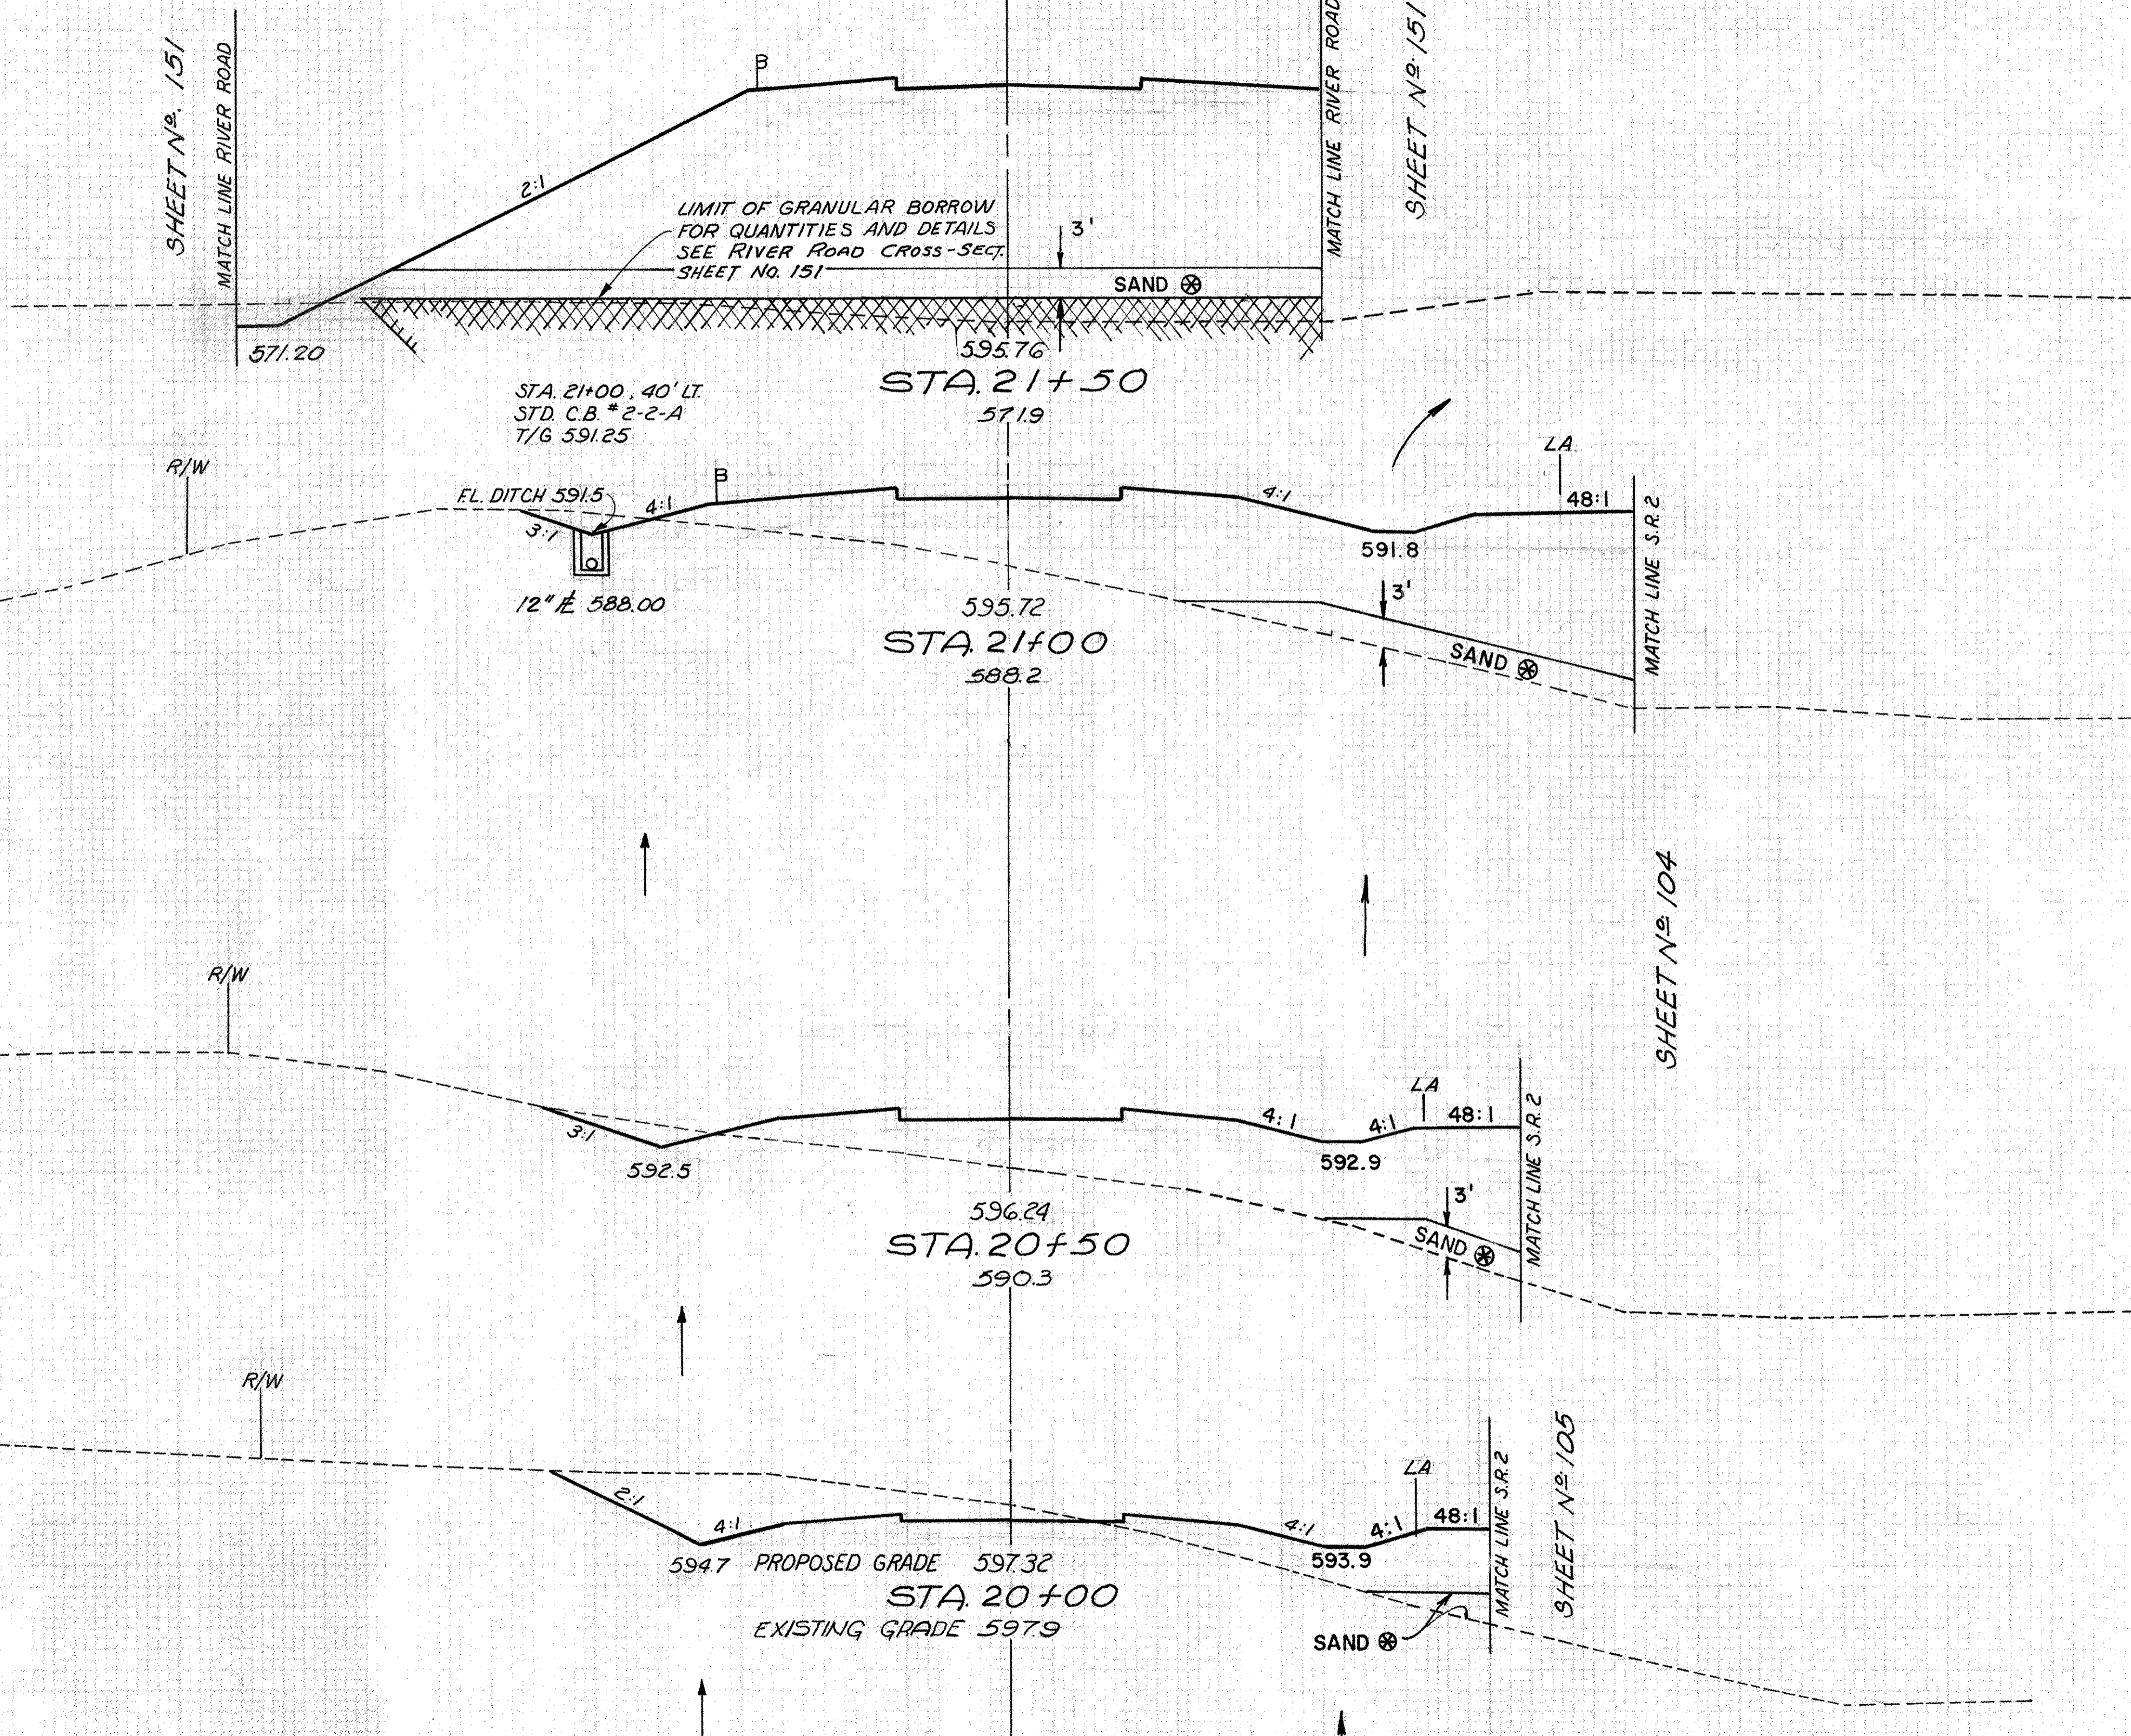 SHEET Nº. 151
MATCH LINE RIVER ROAD
B
2:1
LIMIT OF GRANULAR BORROW
FOR QUANTITIES AND DETAILS
SEE RIVER ROAD CROSS-SECT.
SHEET NO. 151
3'
SAND
MATCH LINE RIVER ROAD
SHEET Nº. 151
571.20
595.76
STA. 21+50
571.9
STA. 21+00, 40' LT.
STD. C.B. #2-2-A
T/G 591.25
R/W
F.L. DITCH 591.5
B
4:1
3:1
12" 588.00
4:1
LA
48:1
591.8
3'
SAND
MATCH LINE S.R.2
595.72
STA. 21+00
588.2
SHEET Nº. 104
R/W
3:1
592.5
4:1
4:1
LA
48:1
592.9
3'
SAND
MATCH LINE S.R.2
596.24
STA. 20+50
590.3
R/W
2:1
4:1
4:1
4:1
LA
48:1
593.9
MATCH LINE S.R.2
SHEET Nº. 105
594.7 PROPOSED GRADE 597.32
STA. 20+00
EXISTING GRADE 597.9
SAND